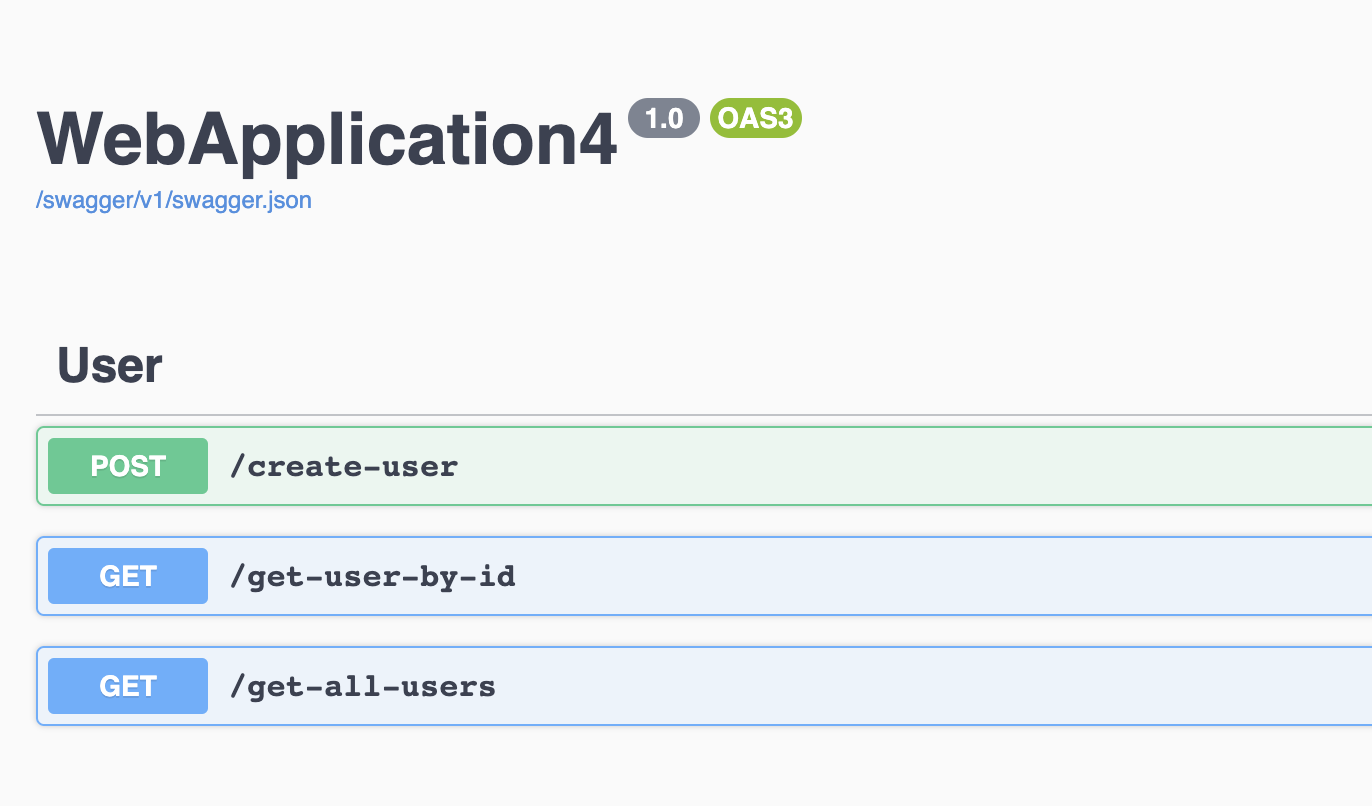 WebApplication4 1.0 OAS3
/swagger/v1/swagger.json
User
POST /create-user
GET /get-user-by-id
GET /get-all-users